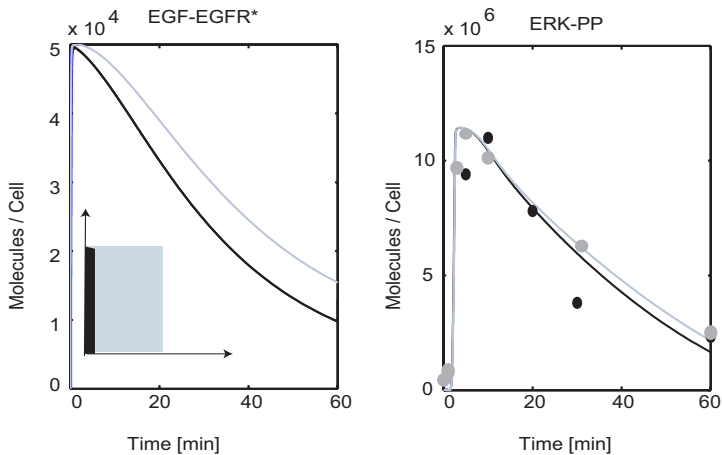 EGF-EGFR*
x 10 4
5
4
3
2
1
0
0
20
40
60
Molecules / Cell
Time [min]
ERK-PP
x 10 6
15
10
5
0
0
20
40
60
Molecules / Cell
Time [min]